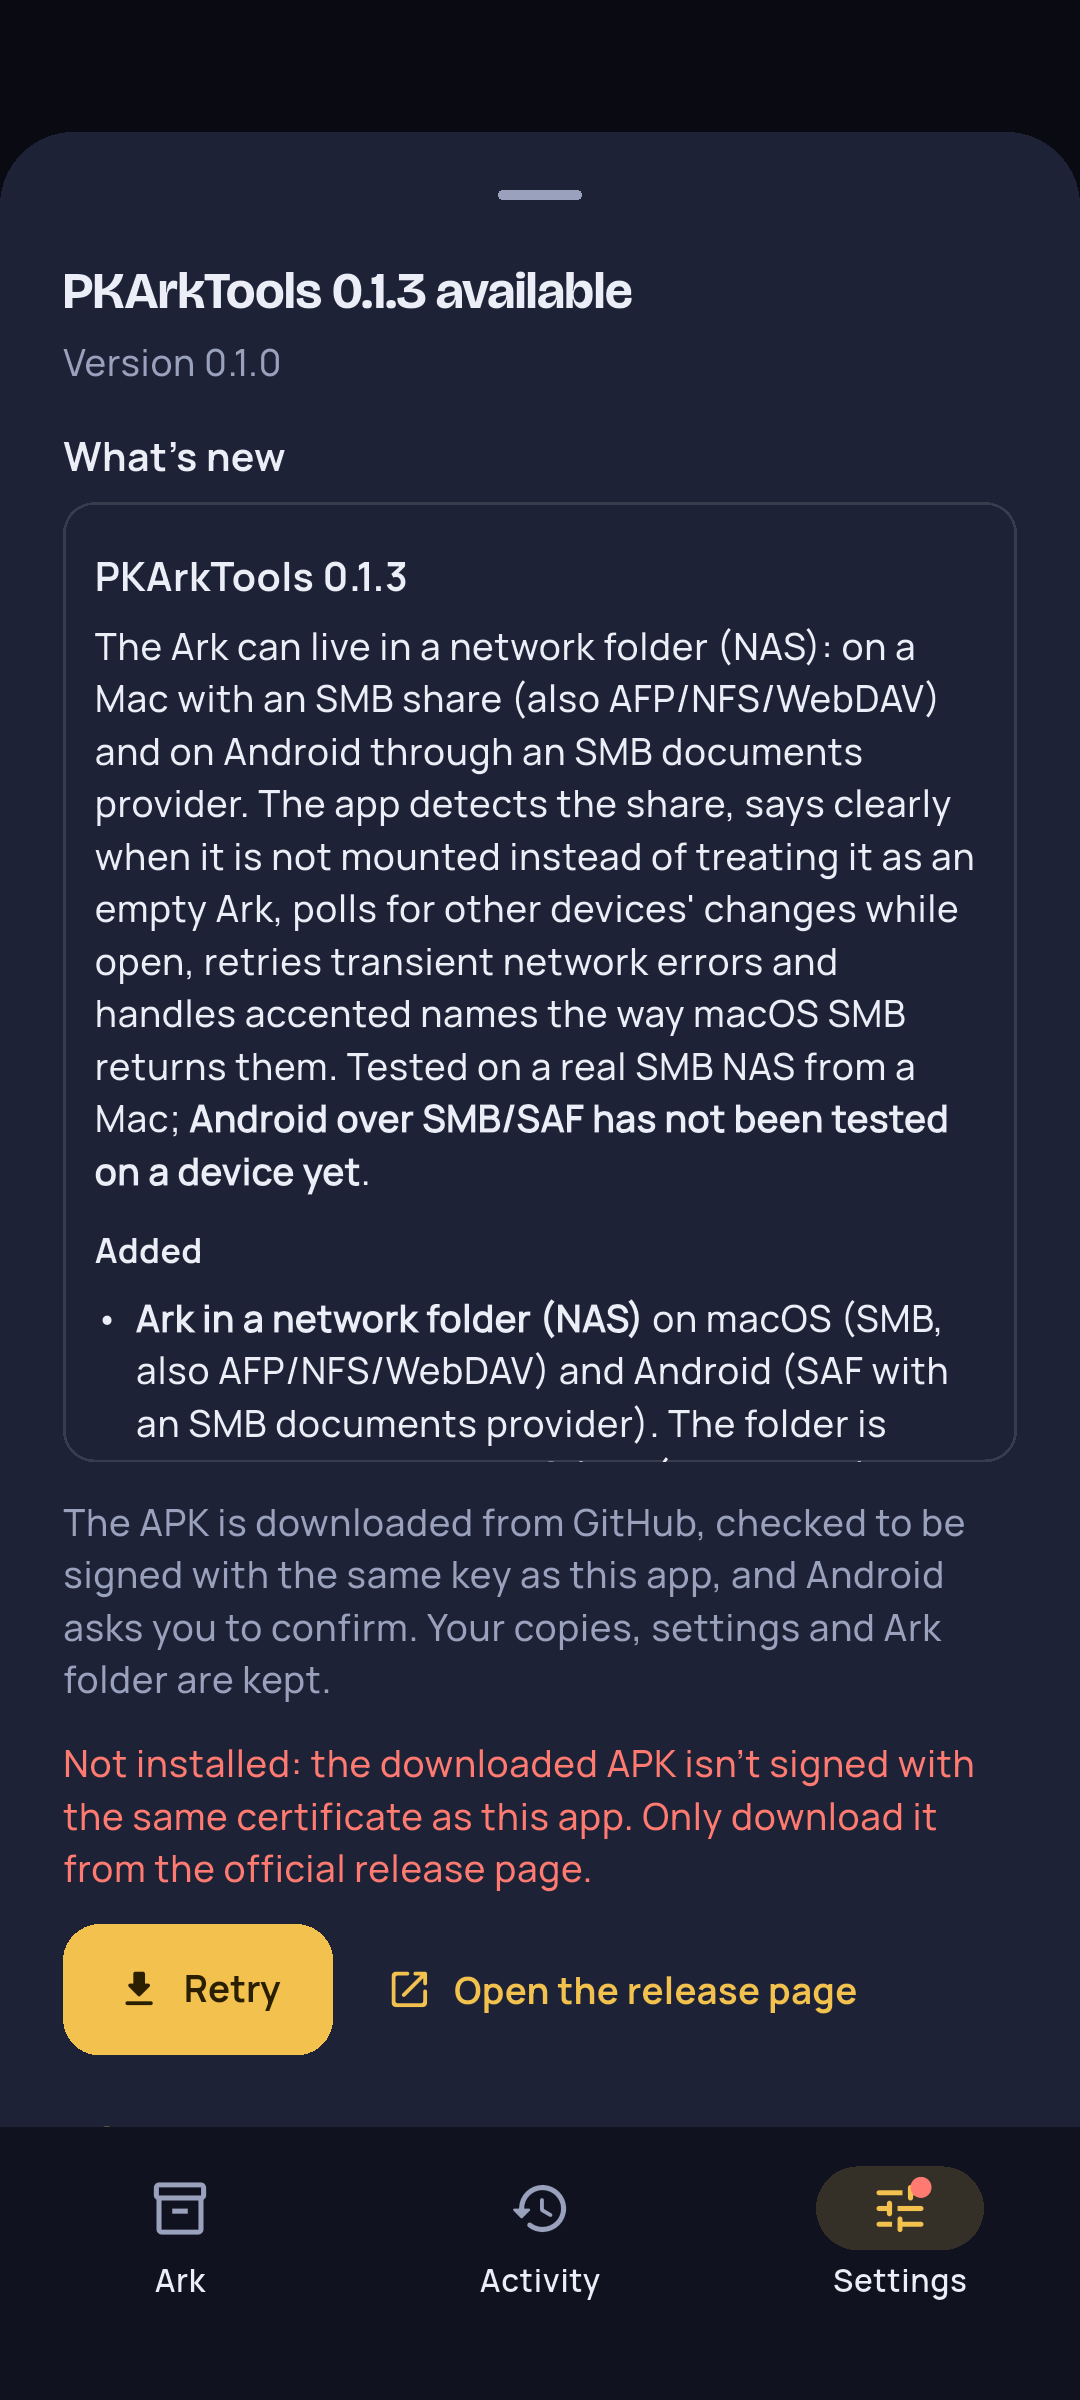 PKArkTools 0.1.3 available
Version 0.1.0
What’s new
PKArkTools 0.1.3
The Ark can live in a network folder (NAS): on a
Mac with an SMB share (also AFP/NFS/WebDAV)
and on Android through an SMB documents
provider. The app detects the share, says clearly
when it is not mounted instead of treating it as an
empty Ark, polls for other devices' changes while
open, retries transient network errors and
handles accented names the way macOS SMB
returns them. Tested on a real SMB NAS from a
Mac; Android over SMB/SAF has not been tested
on a device yet.
Added
• Ark in a network folder (NAS) on macOS (SMB,
also AFP/NFS/WebDAV) and Android (SAF with
an SMB documents provider). The folder is
The APK is downloaded from GitHub, checked to be
signed with the same key as this app, and Android
asks you to confirm. Your copies, settings and Ark
folder are kept.
Not installed: the downloaded APK isn’t signed with
the same certificate as this app. Only download it
from the official release page.
Retry
Open the release page
Ark
Activity
Settings